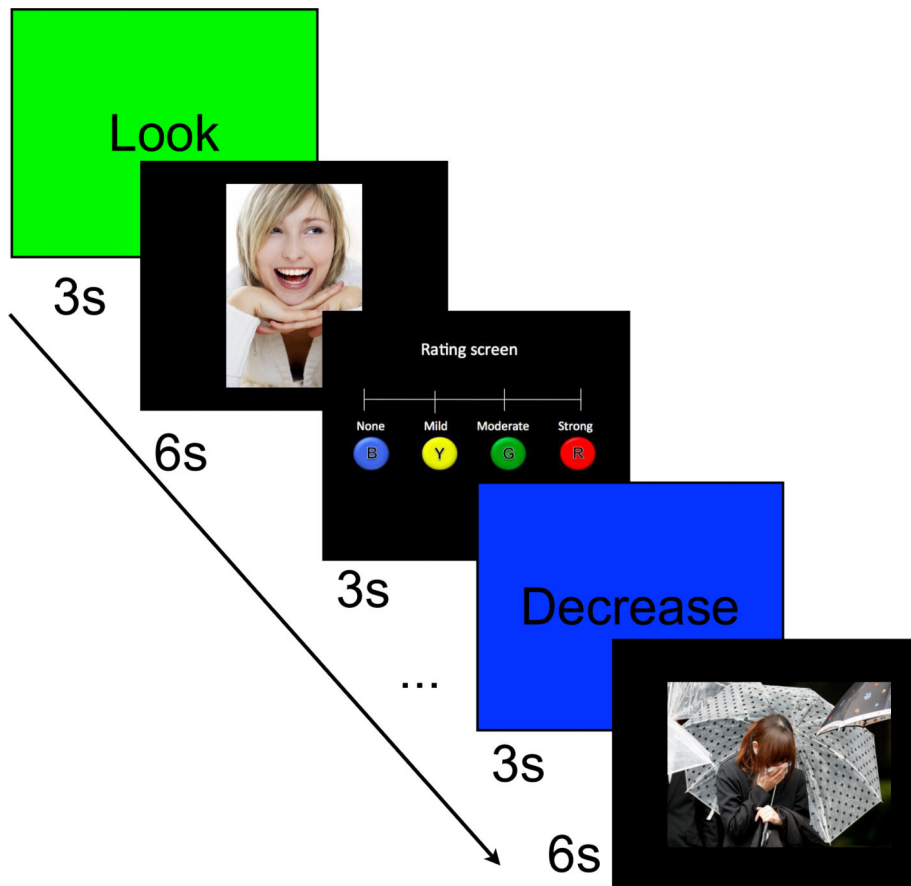 Look
3s
6s
Rating screen
None Mild Moderate Strong
B Y G R
3s
...
Decrease
3s
6s